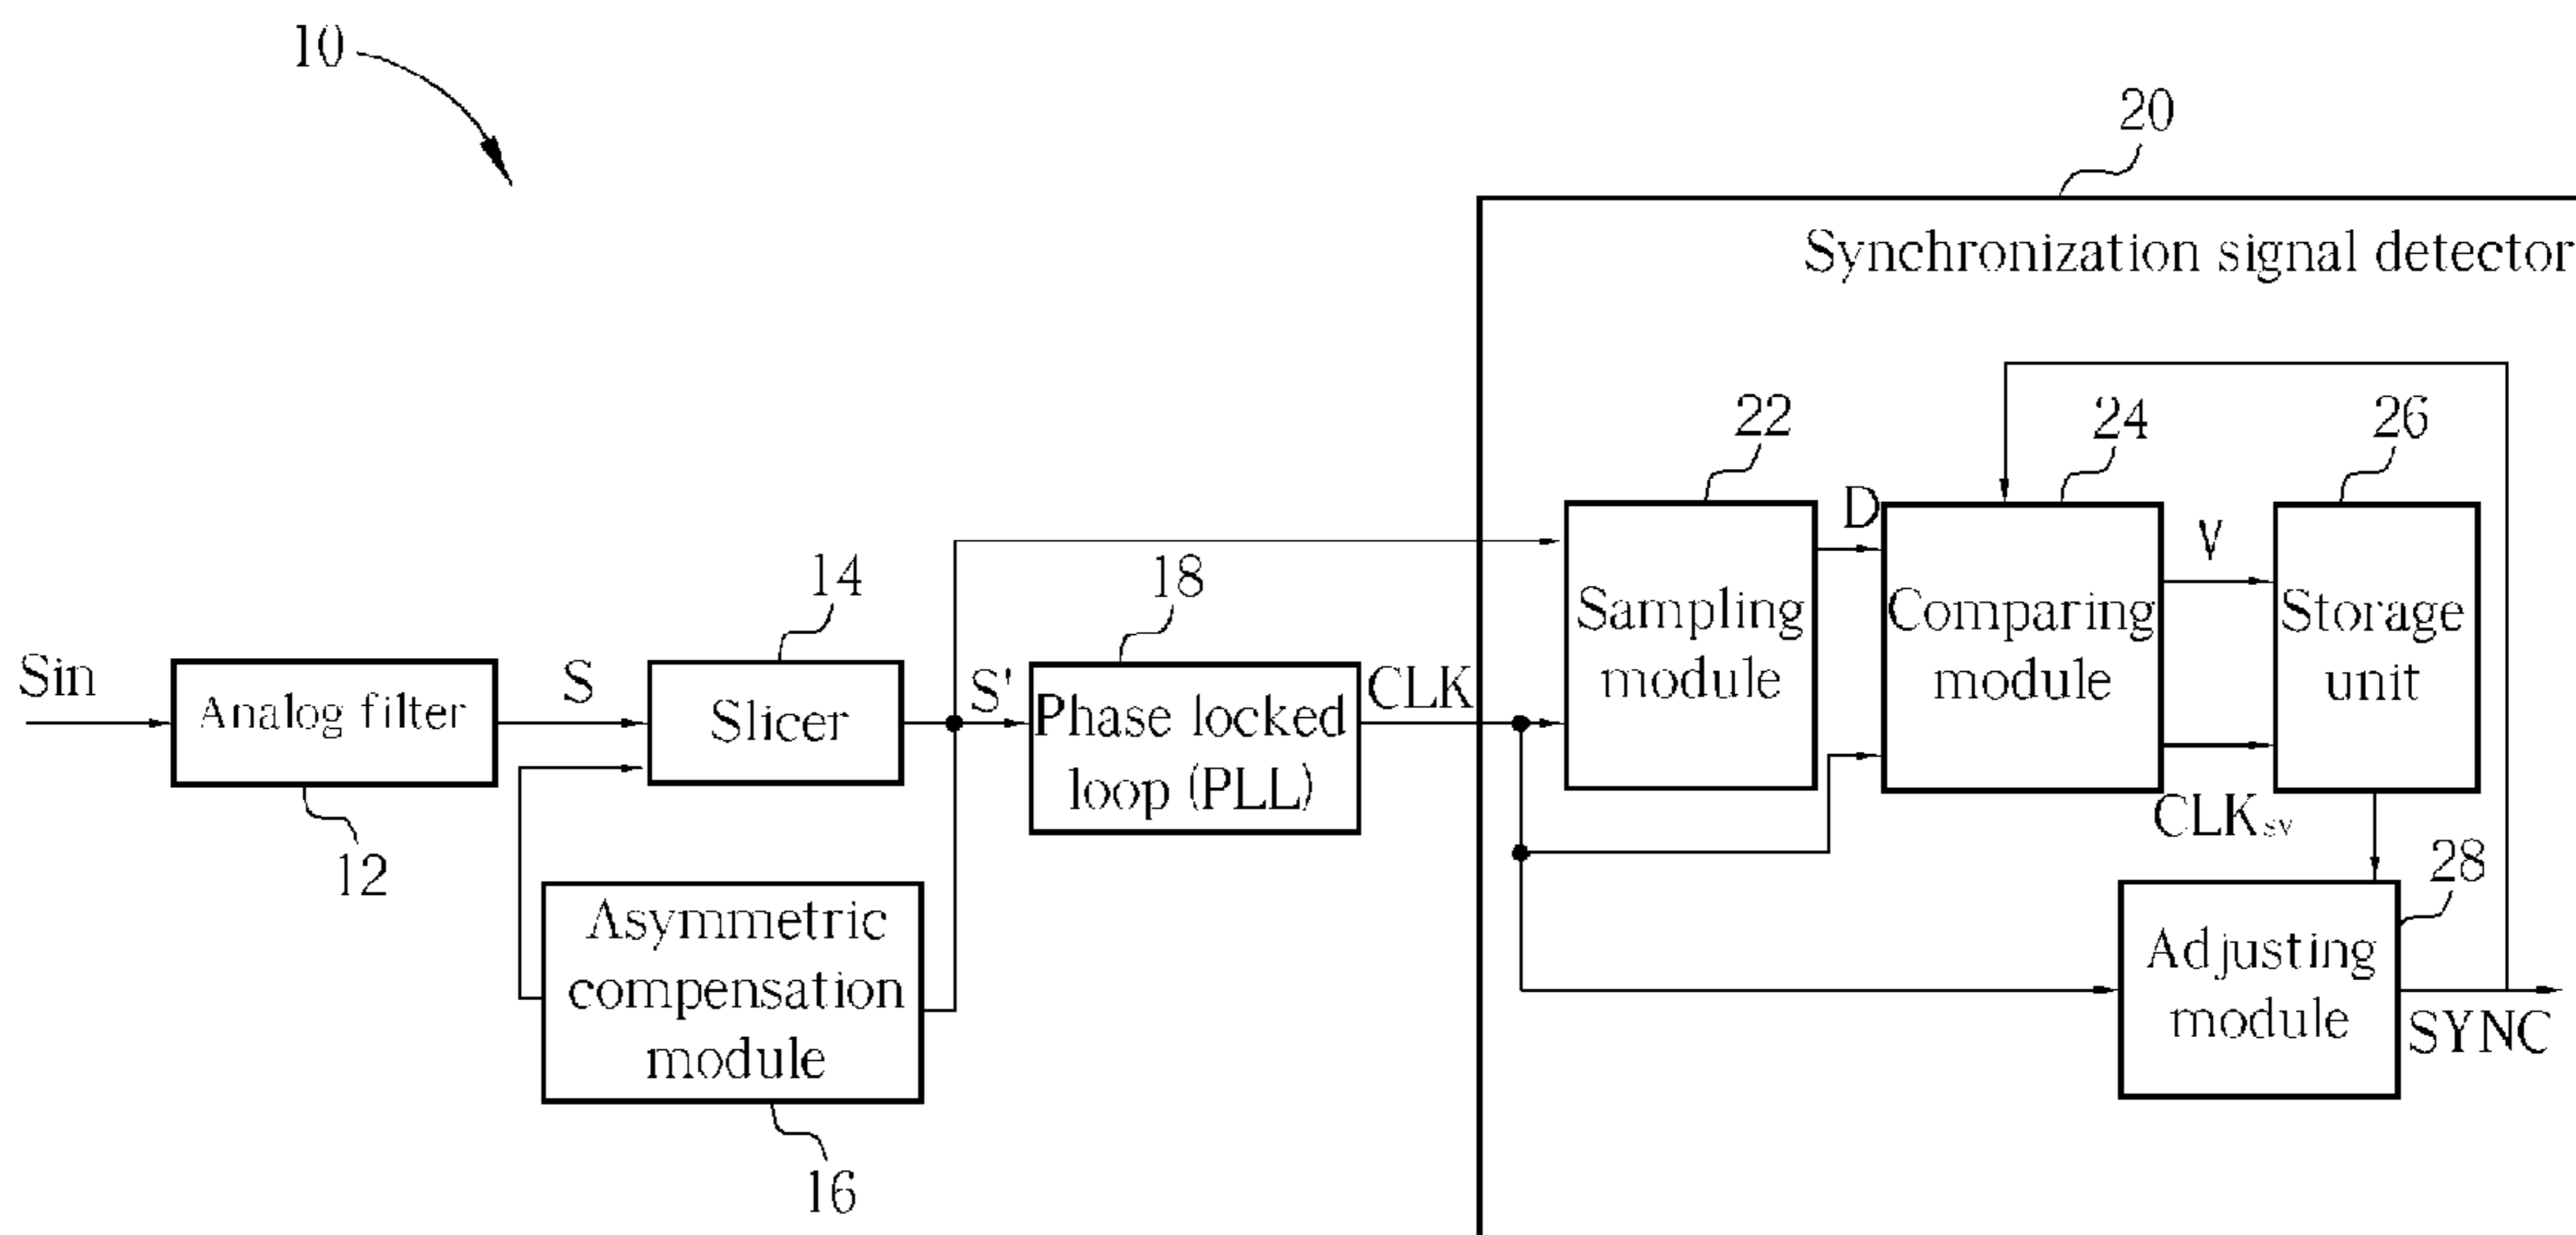 10
20
Synchronization signal detector
22
24
26
D
V
14
18
Sampling
module
Comparing
module
Storage
unit
Sin
Analog filter
S
Slicer
S'
Phase locked
loop (PLL)
CLK
CLKsv
12
28
Asymmetric
compensation
module
Adjusting
module
SYNC
16